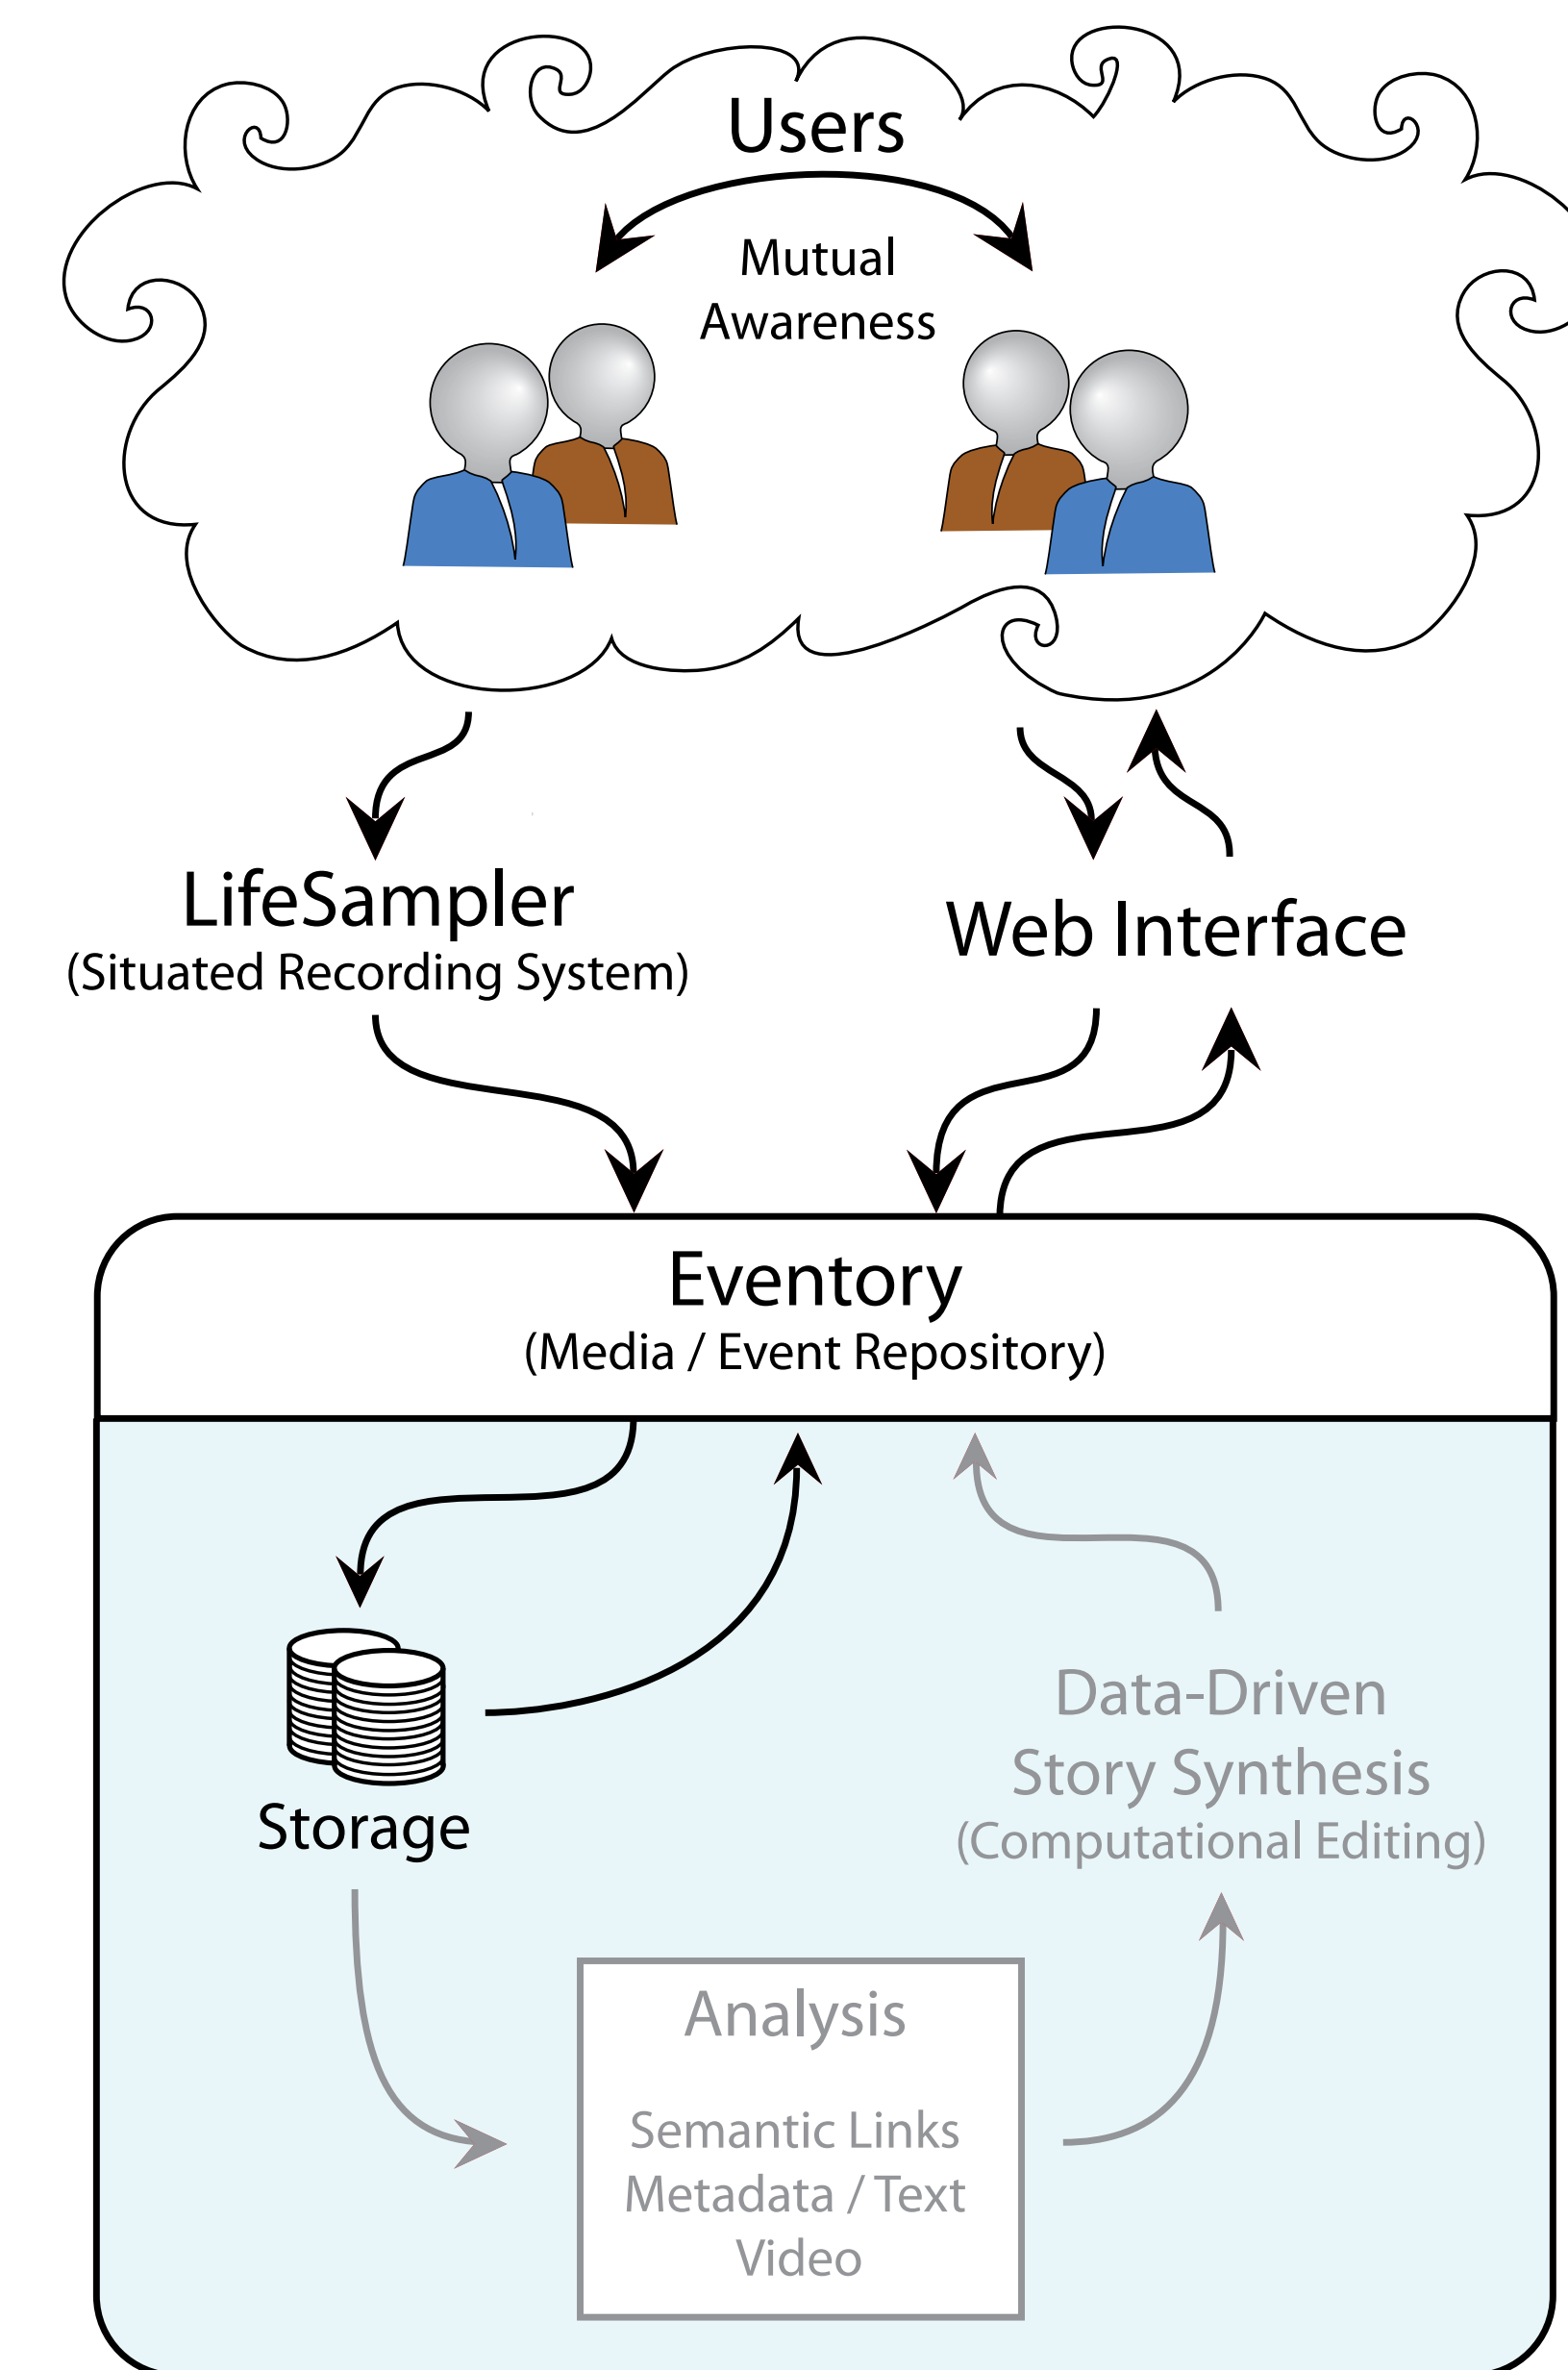 Users
Mutual
Awareness
LifeSampler
(Situated Recording System)
Web Interface
Eventory
(Media / Event Repository)
Storage
Data-Driven
Story Synthesis
(Computational Editing)
Analysis
Semantic Links
Metadata / Text
Video